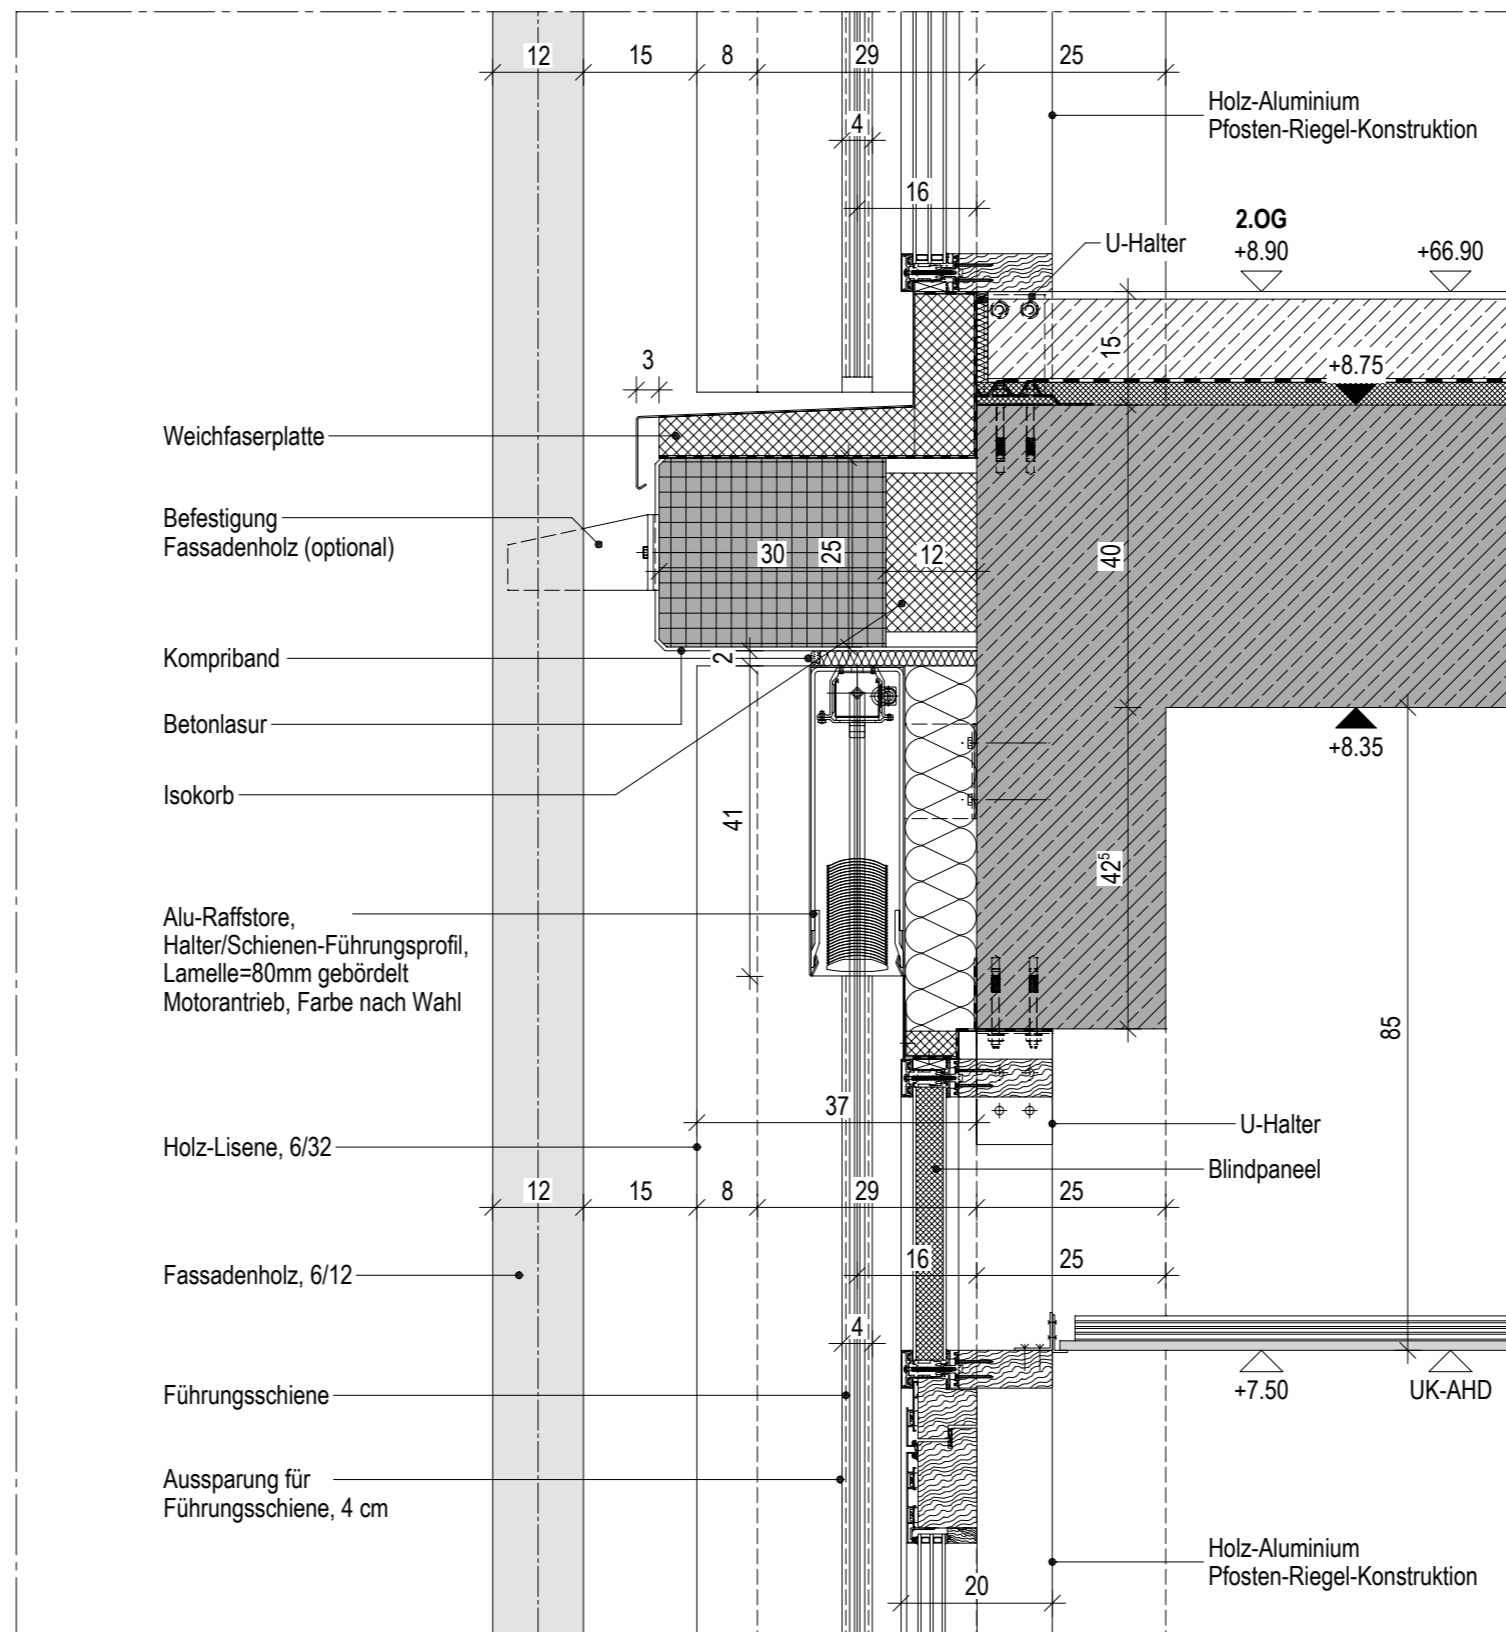 12
15
8
29
25
Holz-Aluminium
Pfosten-Riegel-Konstruktion
4
16
2.OG
+8.90
+66.90
U-Halter
15
+8.75
3
Weichfaserplatte
Befestigung
Fassadenholz (optional)
30
25
12
40
Kompriband
2
Betonlasur
+8.35
Isokorb
41
42⁵
Alu-Raffstore,
Halter/Schienen-Führungsprofil,
Lamelle=80mm gebördelt
Motorantrieb, Farbe nach Wahl
85
37
U-Halter
Holz-Lisene, 6/32
Blindpaneel
12
15
8
29
25
16
25
Fassadenholz, 6/12
4
Führungsschiene
+7.50
UK-AHD
Aussparung für
Führungsschiene, 4 cm
Holz-Aluminium
Pfosten-Riegel-Konstruktion
20